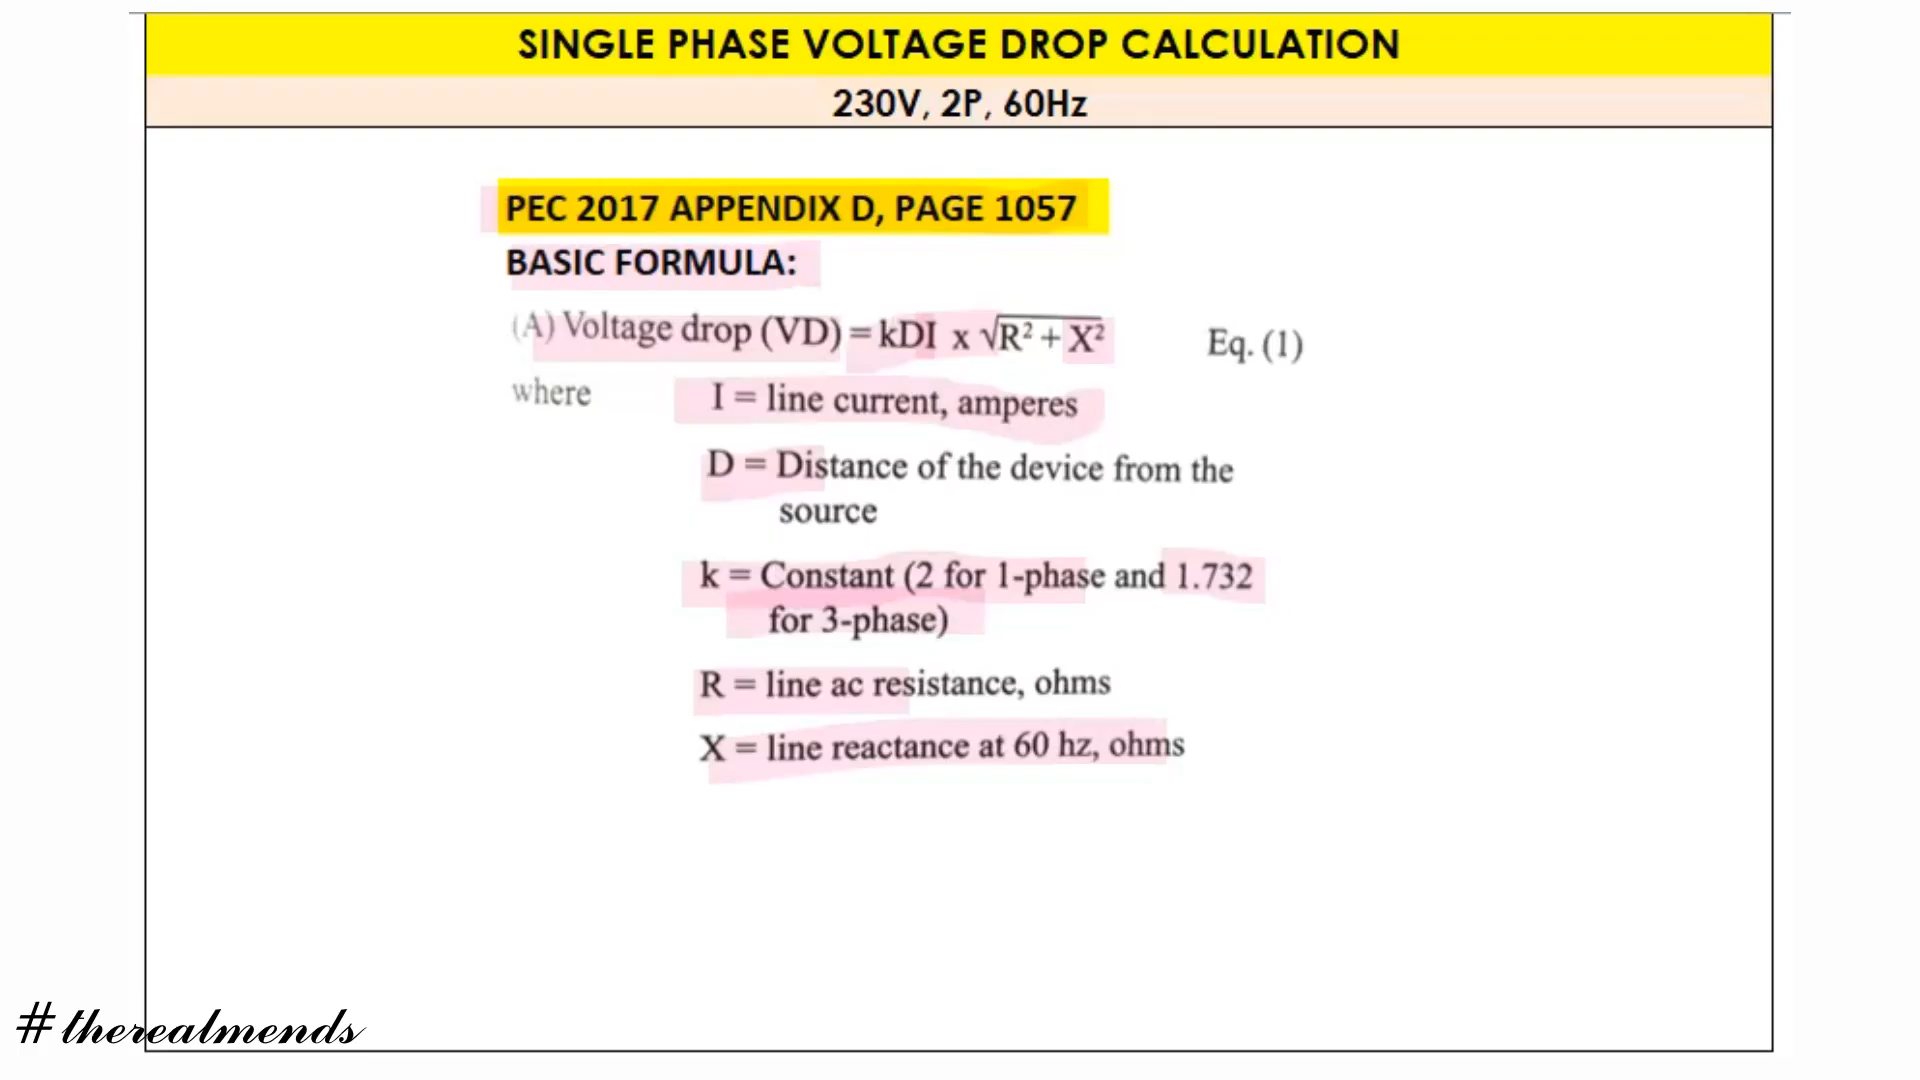 SINGLE PHASE VOLTAGE DROP CALCULATION
230V, 2P, 60Hz
PEC 2017 APPENDIX D, PAGE 1057
BASIC FORMULA:
(A) Voltage drop (VD) = kDI x √R² + X² Eq. (1)
where I = line current, amperes
D = Distance of the device from the
source
k = Constant (2 for 1-phase and 1.732
for 3-phase)
R = line ac resistance, ohms
X = line reactance at 60 hz, ohms
#therealmends